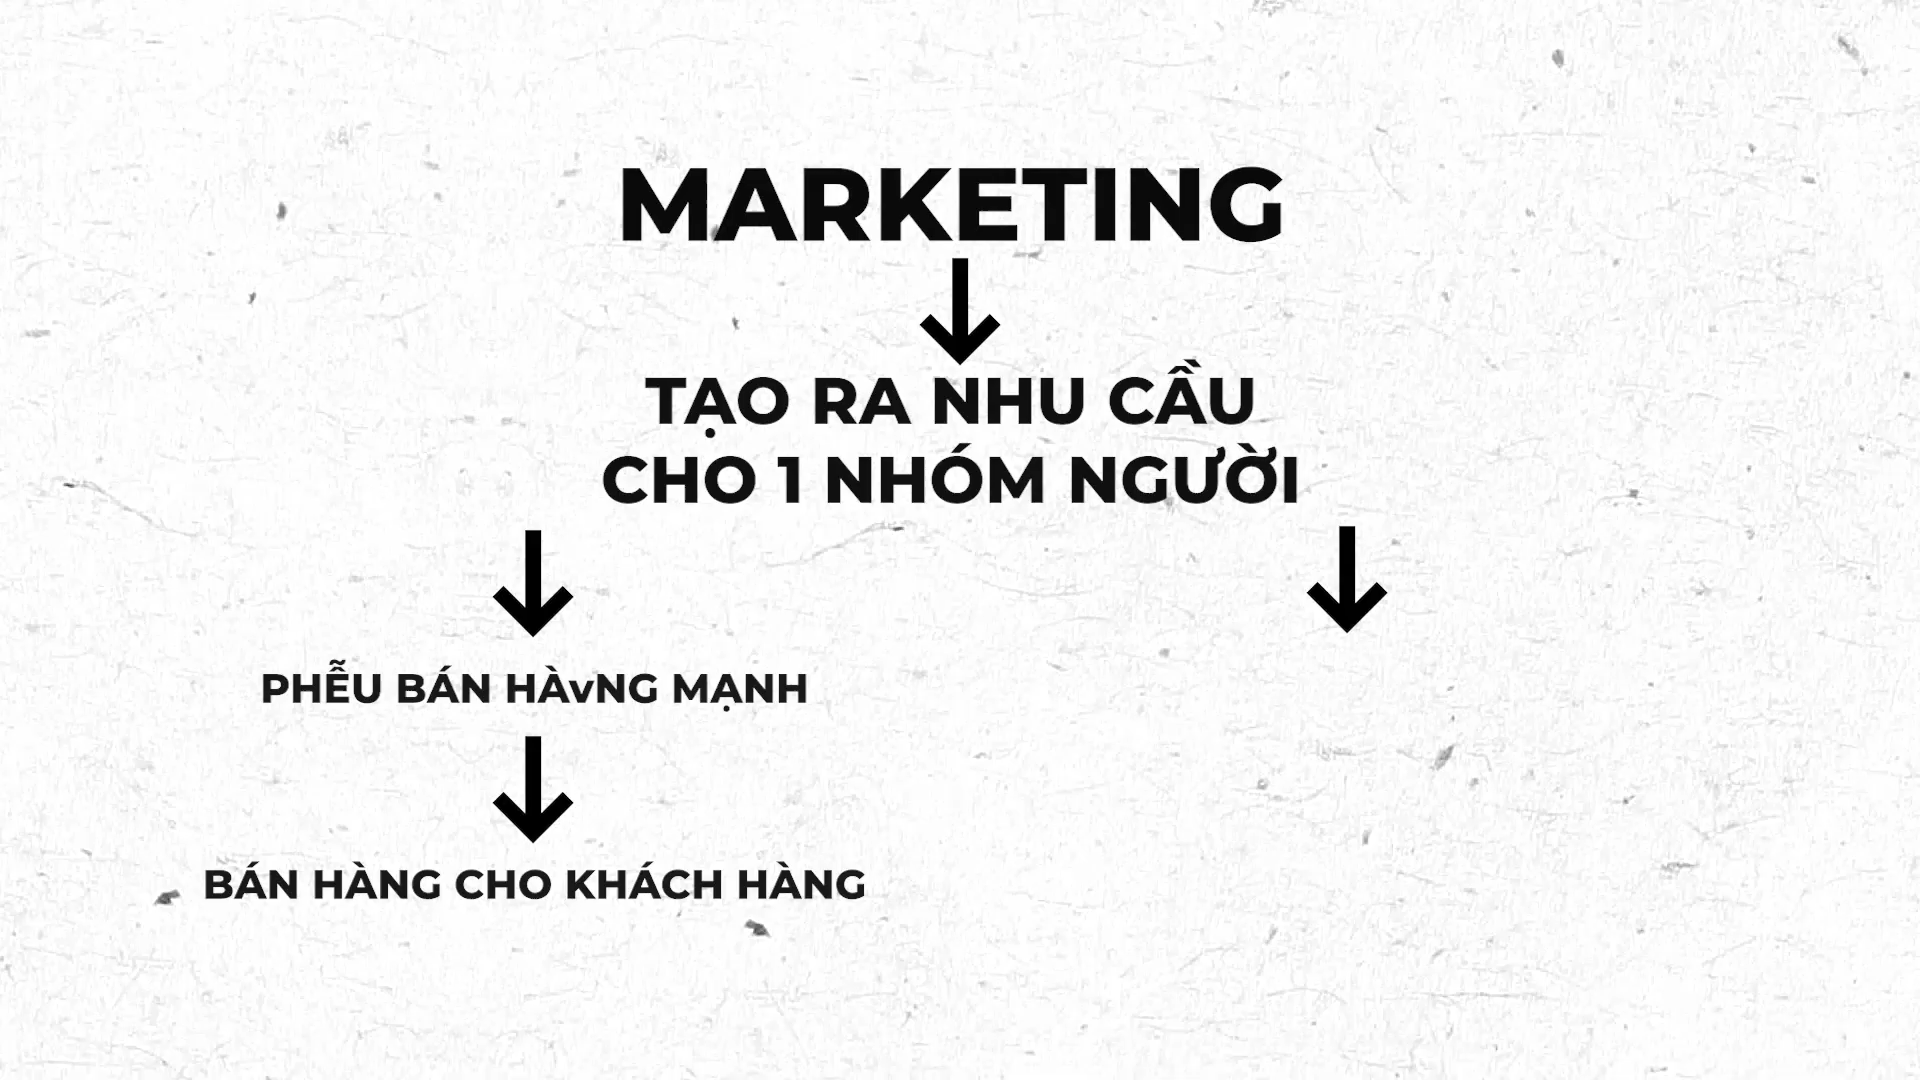 MARKETING
TẠO RA NHU CẦU
CHO 1 NHÓM NGƯỜI
PHỄU BÁN HÀvNG MẠNH
BÁN HÀNG CHO KHÁCH HÀNG